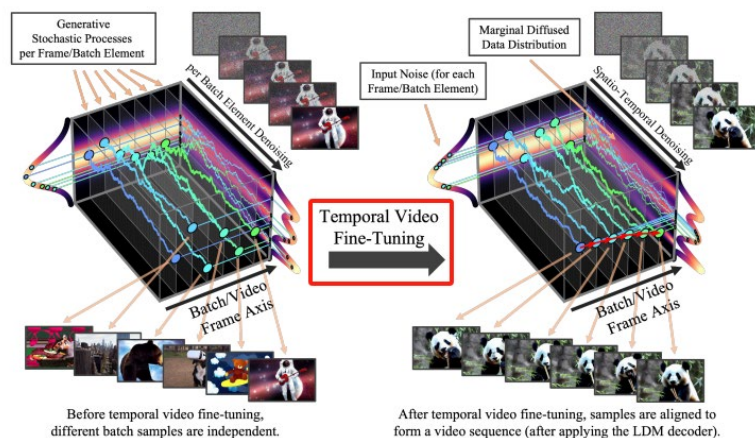 Generative
Stochastic Processes
per Frame/Batch Element
per Batch Element Denoising
Batch/Video
Frame Axis
Before temporal video fine-tuning,
different batch samples are independent.
Temporal Video
Fine-Tuning
Marginal Diffused
Data Distribution
Input Noise (for each
Frame/Batch Element)
Spatio-Temporal Denoising
Batch/Video
Frame Axis
After temporal video fine-tuning, samples are aligned to
form a video sequence (after applying the LDM decoder).